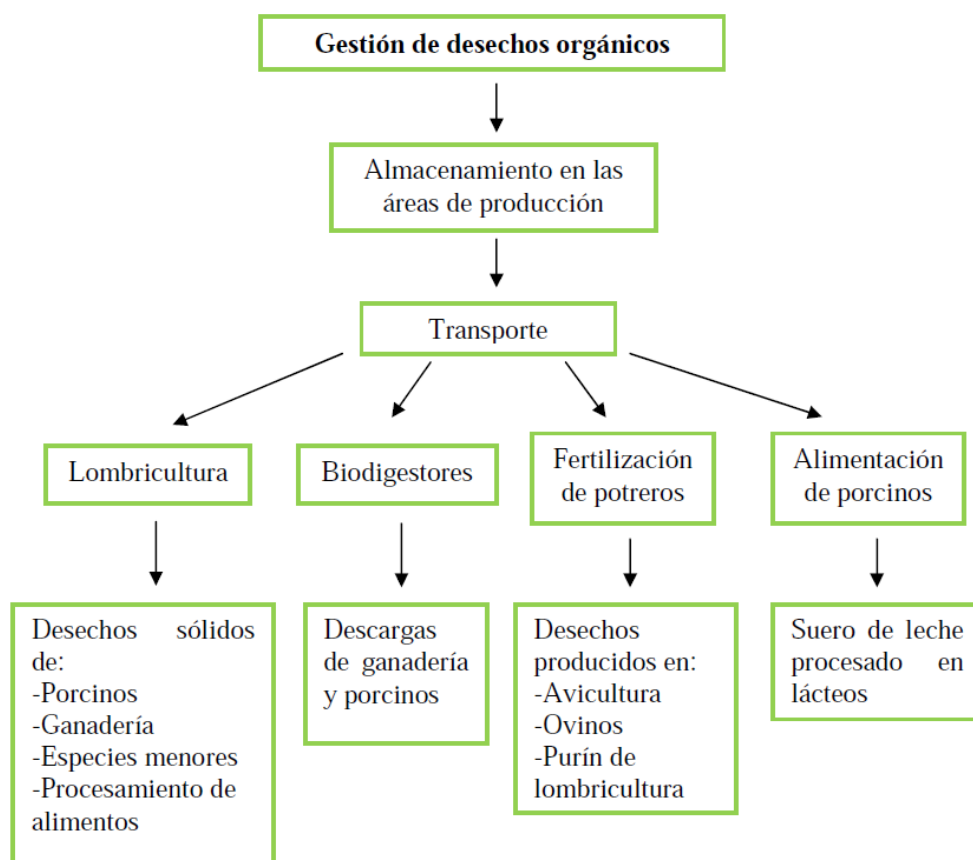 Gestión de desechos orgánicos
Almacenamiento en las
áreas de producción
Transporte
Lombricultura
Biodigestores
Fertilización
de potreros
Alimentación
de porcinos
Desechos sólidos
de:
-Porcinos
-Ganadería
-Especies menores
-Procesamiento de
alimentos
Descargas
de ganadería
y porcinos
Desechos
producidos en:
-Avicultura
-Ovinos
-Purín de
lombricultura
Suero de leche
procesado en
lácteos